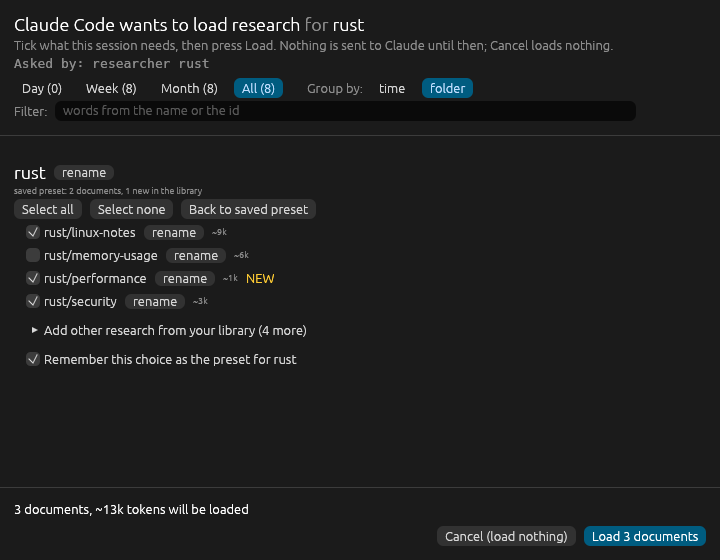 Claude Code wants to load research for rust
Tick what this session needs, then press Load. Nothing is sent to Claude until then; Cancel loads nothing.
Asked by: researcher rust
Day (0) Week (8) Month (8) All (8) Group by: time folder
Filter: words from the name or the id
rust rename
saved preset: 2 documents, 1 new in the library
Select all Select none Back to saved preset
rust/linux-notes rename ~9k
rust/memory-usage rename ~6k
rust/performance rename ~1k NEW
rust/security rename ~3k
Add other research from your library (4 more)
Remember this choice as the preset for rust
3 documents, ~13k tokens will be loaded
Cancel (load nothing) Load 3 documents